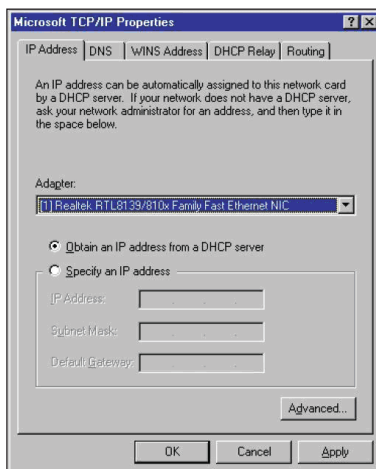 Microsoft TCP/IP Properties
IP Address DNS WINS Address DHCP Relay Routing
An IP address can be automatically assigned to this network card
by a DHCP server. If your network does not have a DHCP server,
ask your network administrator for an address, and then type it in
the space below.
Adapter:
[1] Realtek RTL8139/810x Family Fast Ethernet NIC
Obtain an IP address from a DHCP server
Specify an IP address
IP Address:
Subnet Mask:
Default Gateway:
Advanced...
OK Cancel Apply